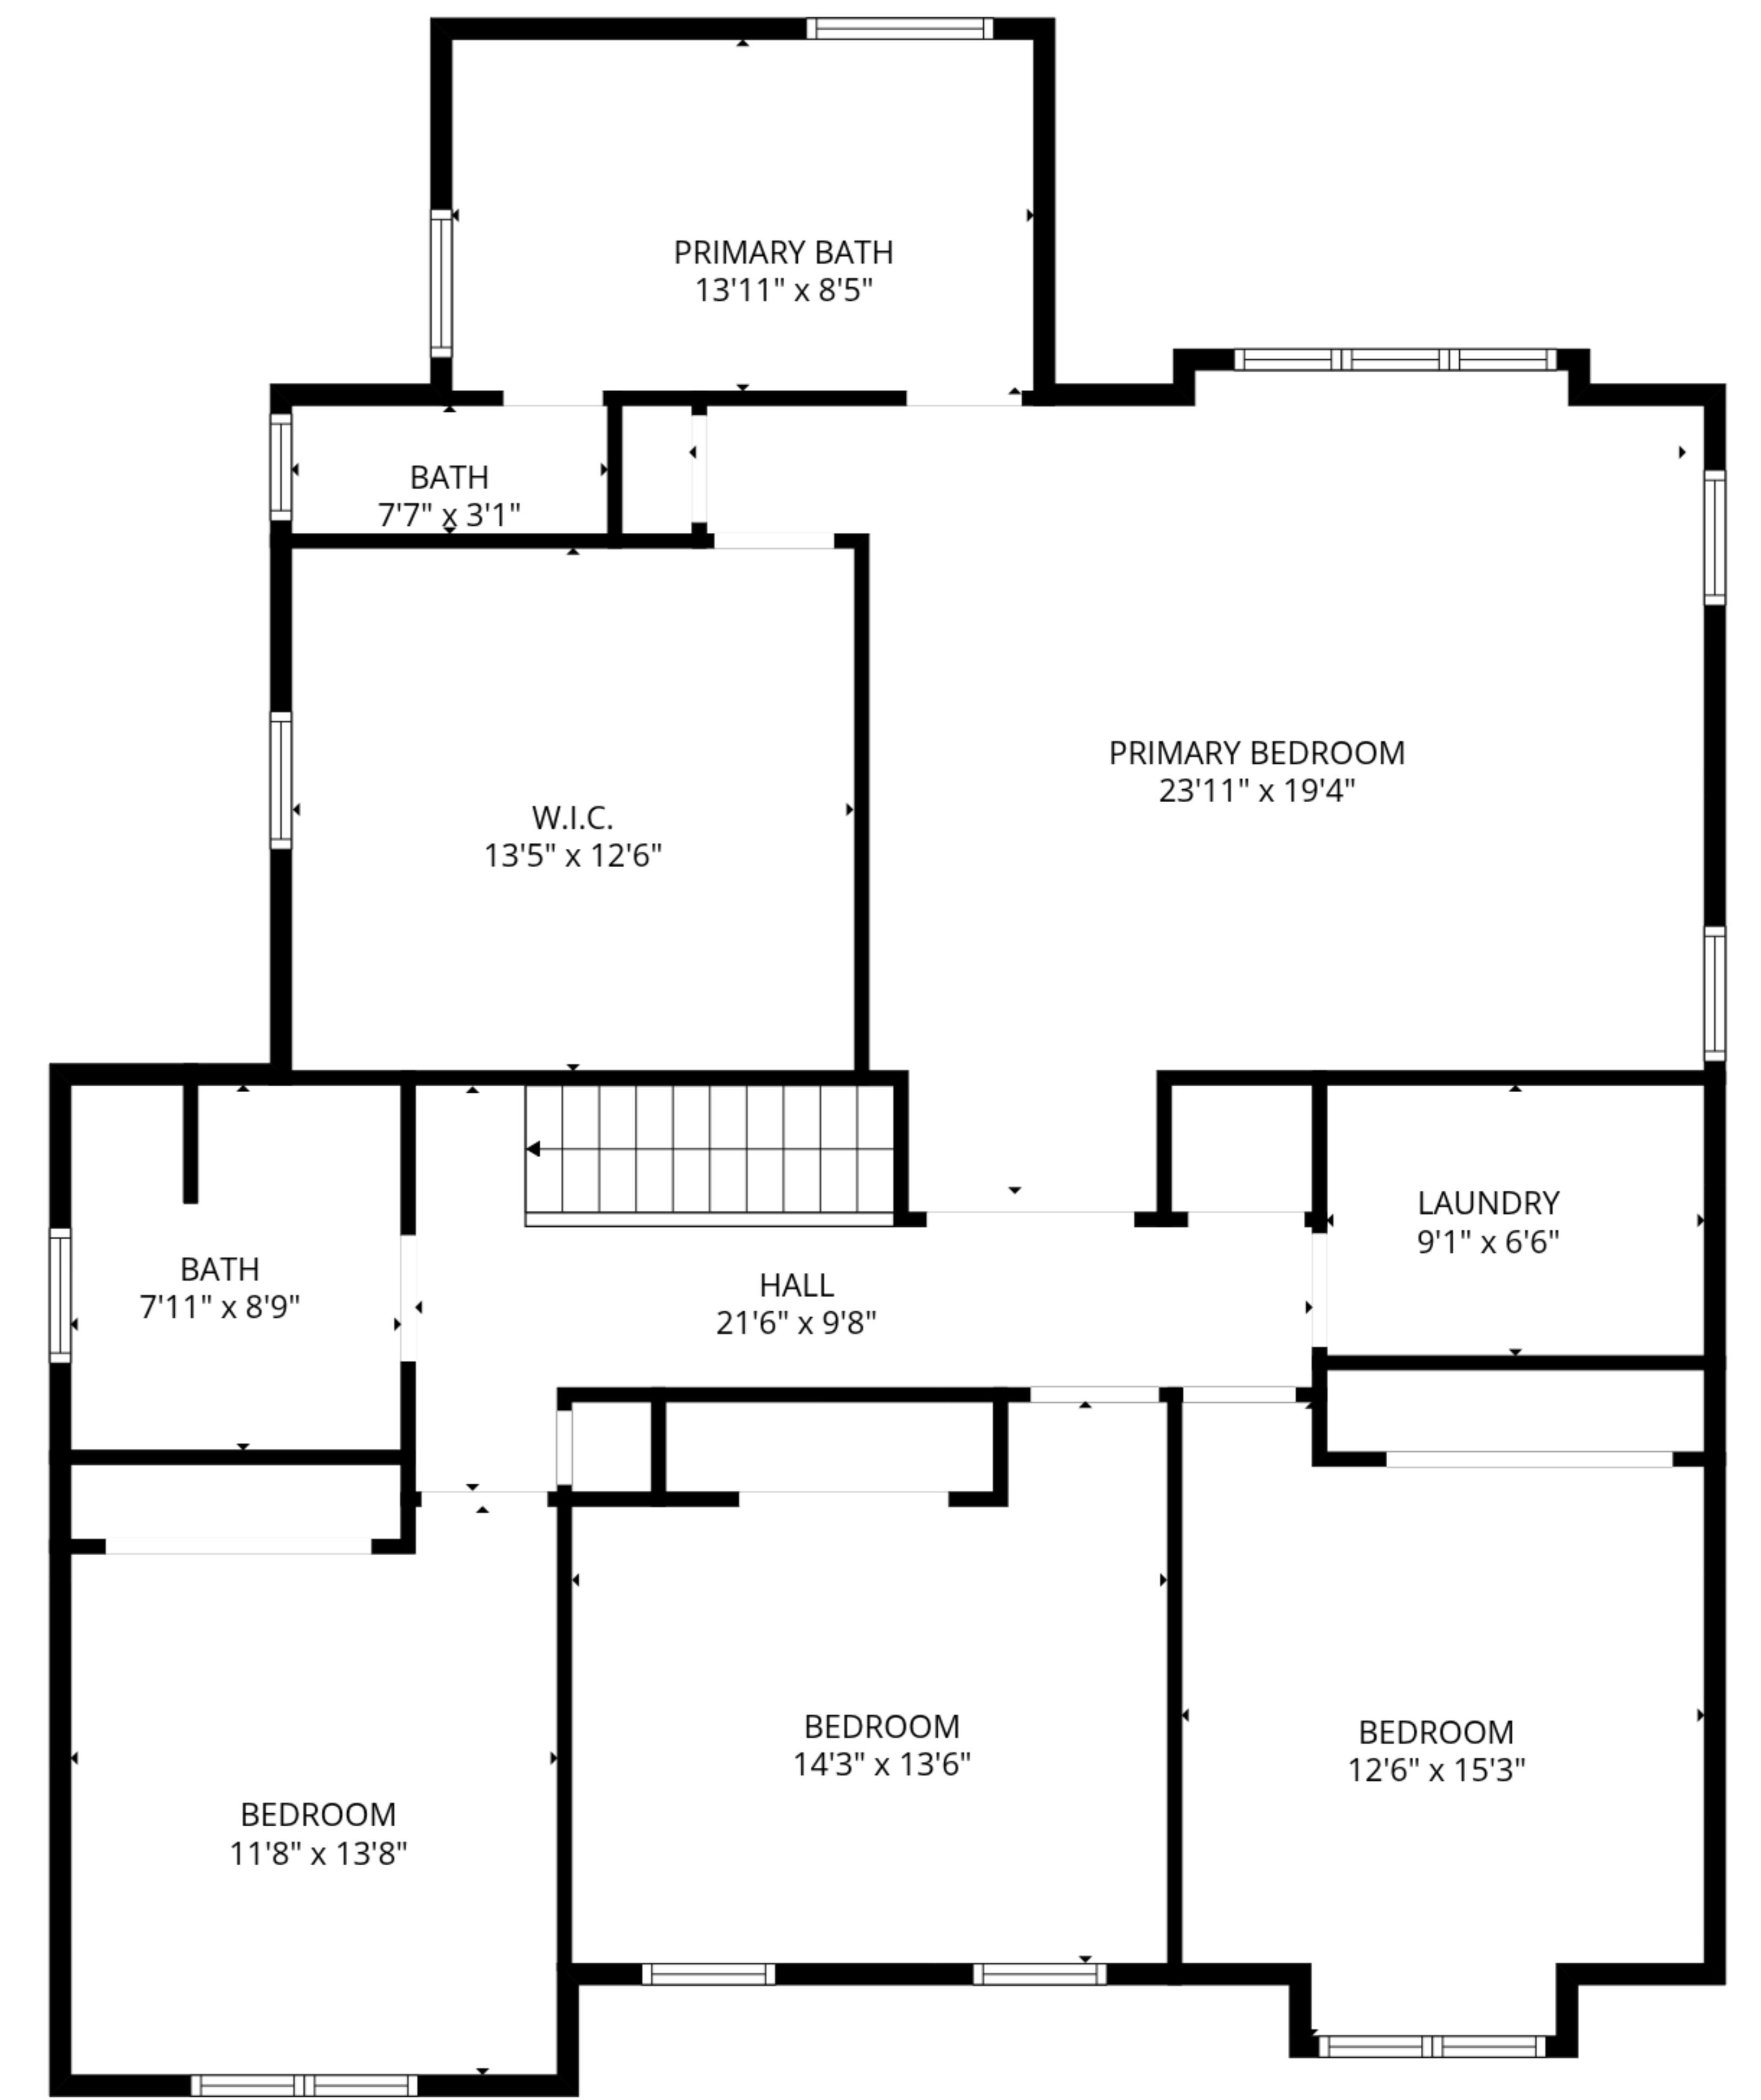 PRIMARY BATH
13'11" x 8'5"
BATH
7'7" x 3'1"
PRIMARY BEDROOM
23'11" x 19'4"
W.I.C.
13'5" x 12'6"
LAUNDRY
9'1" x 6'6"
BATH
7'11" x 8'9"
HALL
21'6" x 9'8"
BEDROOM
14'3" x 13'6"
BEDROOM
12'6" x 15'3"
BEDROOM
11'8" x 13'8"